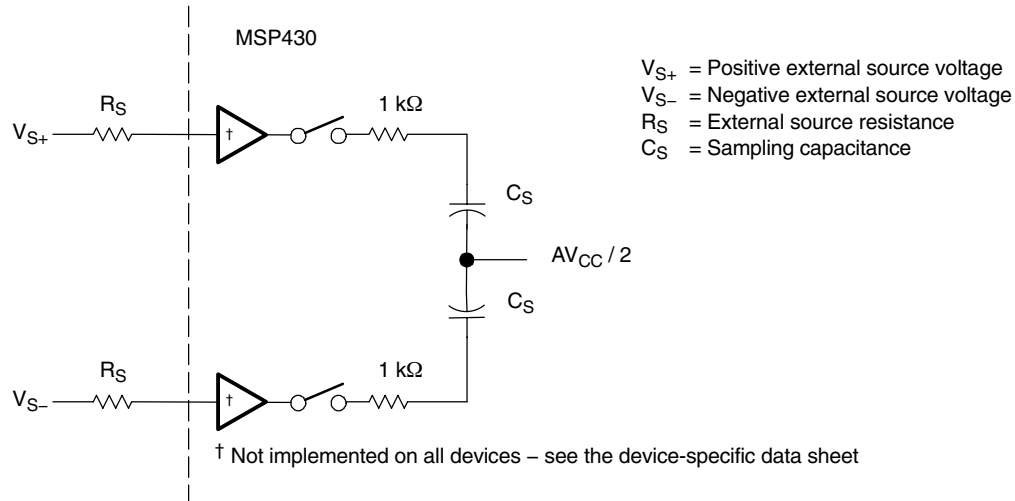 MSP430
V_S+ = Positive external source voltage
V_S− = Negative external source voltage
R_S = External source resistance
C_S = Sampling capacitance
R_S
1 kΩ
V_S+
†
C_S
AV_CC / 2
C_S
R_S
1 kΩ
V_S−
†
† Not implemented on all devices – see the device-specific data sheet